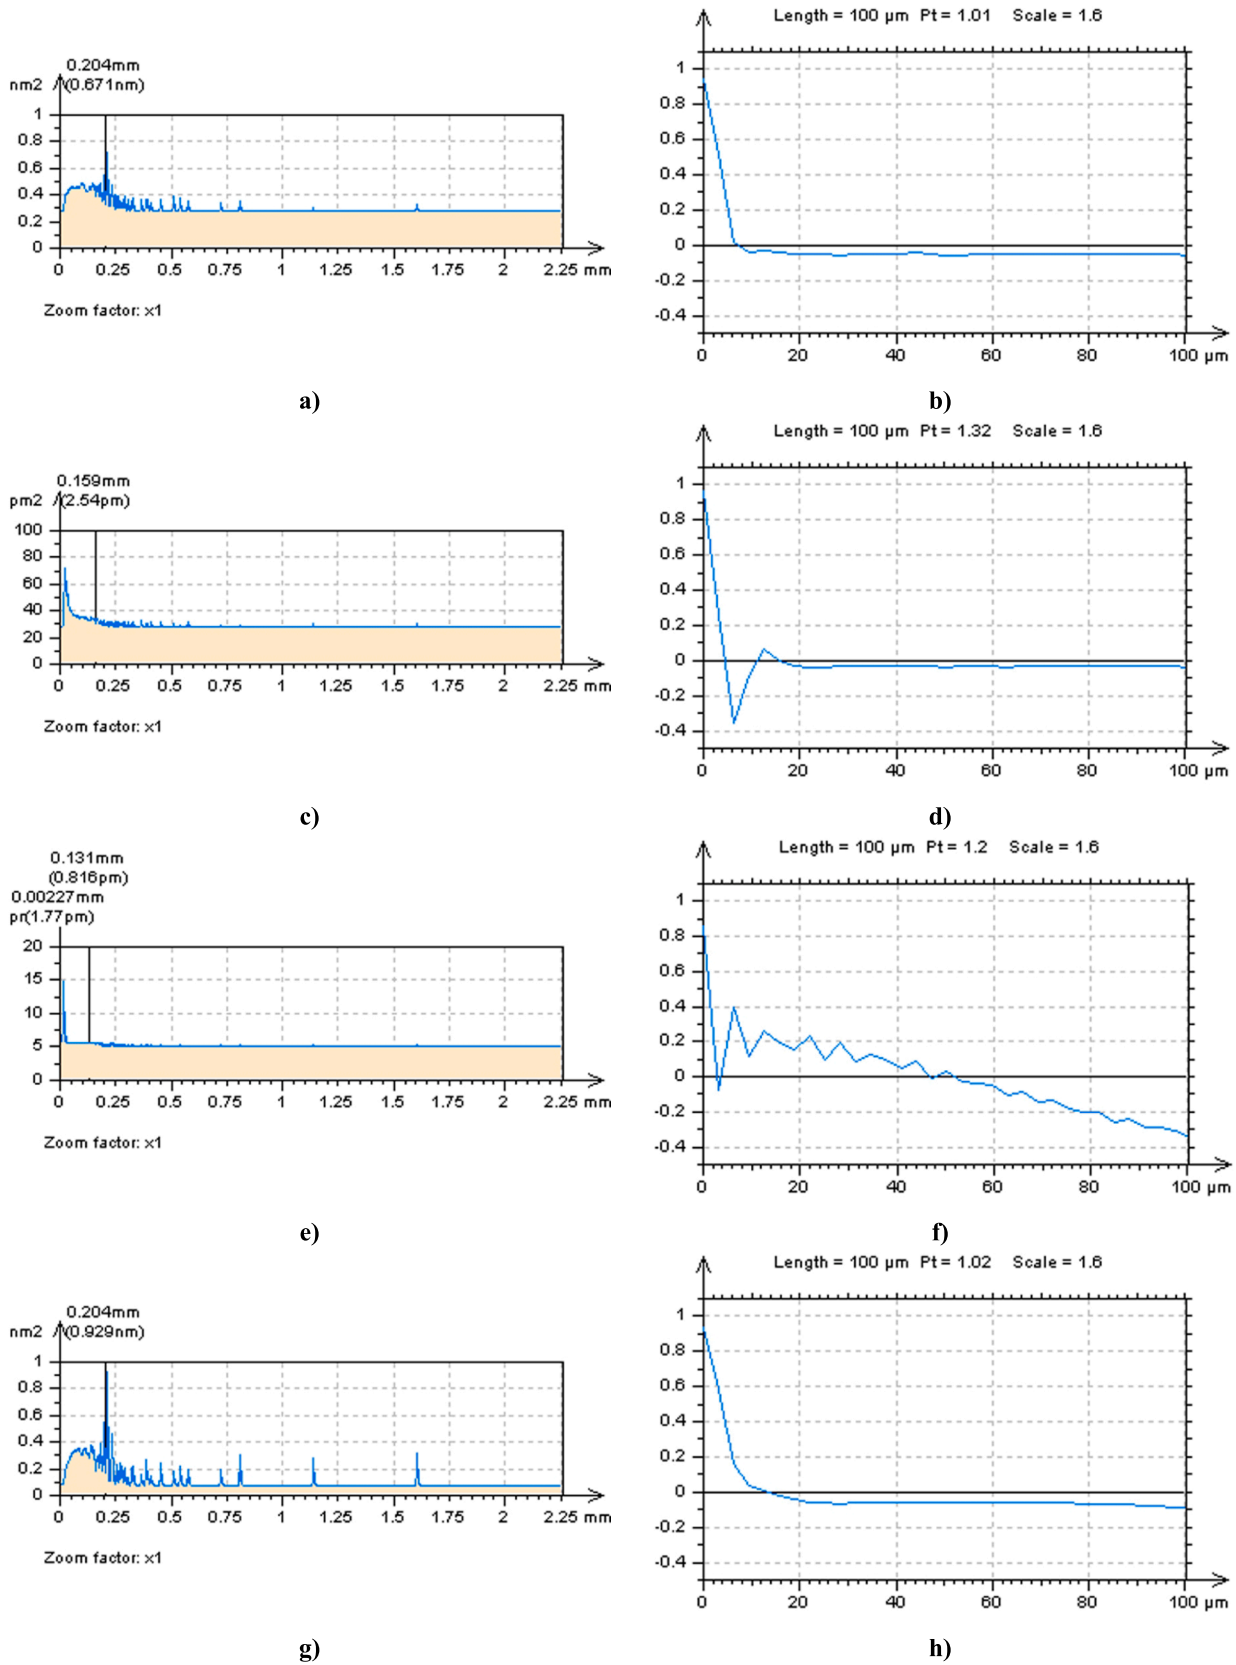 0.204mm
nm2 (0.671nm)
1
0.8
0.6
0.4
0.2
0
0 0.25 0.5 0.75 1 1.25 1.5 1.75 2 2.25 mm
Zoom factor: x1
a)
Length = 100 µm Pt = 1.01 Scale = 1.6
1
0.8
0.6
0.4
0.2
0
-0.2
-0.4
0 20 40 60 80 100 µm
b)
0.159mm
pm2 (2.54pm)
100
80
60
40
20
0
0 0.25 0.5 0.75 1 1.25 1.5 1.75 2 2.25 mm
Zoom factor: x1
c)
Length = 100 µm Pt = 1.32 Scale = 1.6
1
0.8
0.6
0.4
0.2
0
-0.2
-0.4
0 20 40 60 80 100 µm
d)
0.131mm
(0.816pm)
0.00227mm
pr(1.77pm)
20
15
10
5
0
0 0.25 0.5 0.75 1 1.25 1.5 1.75 2 2.25 mm
Zoom factor: x1
e)
Length = 100 µm Pt = 1.2 Scale = 1.6
1
0.8
0.6
0.4
0.2
0
-0.2
-0.4
0 20 40 60 80 100 µm
f)
0.204mm
nm2 (0.929nm)
1
0.8
0.6
0.4
0.2
0
0 0.25 0.5 0.75 1 1.25 1.5 1.75 2 2.25 mm
Zoom factor: x1
g)
Length = 100 µm Pt = 1.02 Scale = 1.6
1
0.8
0.6
0.4
0.2
0
-0.2
-0.4
0 20 40 60 80 100 µm
h)